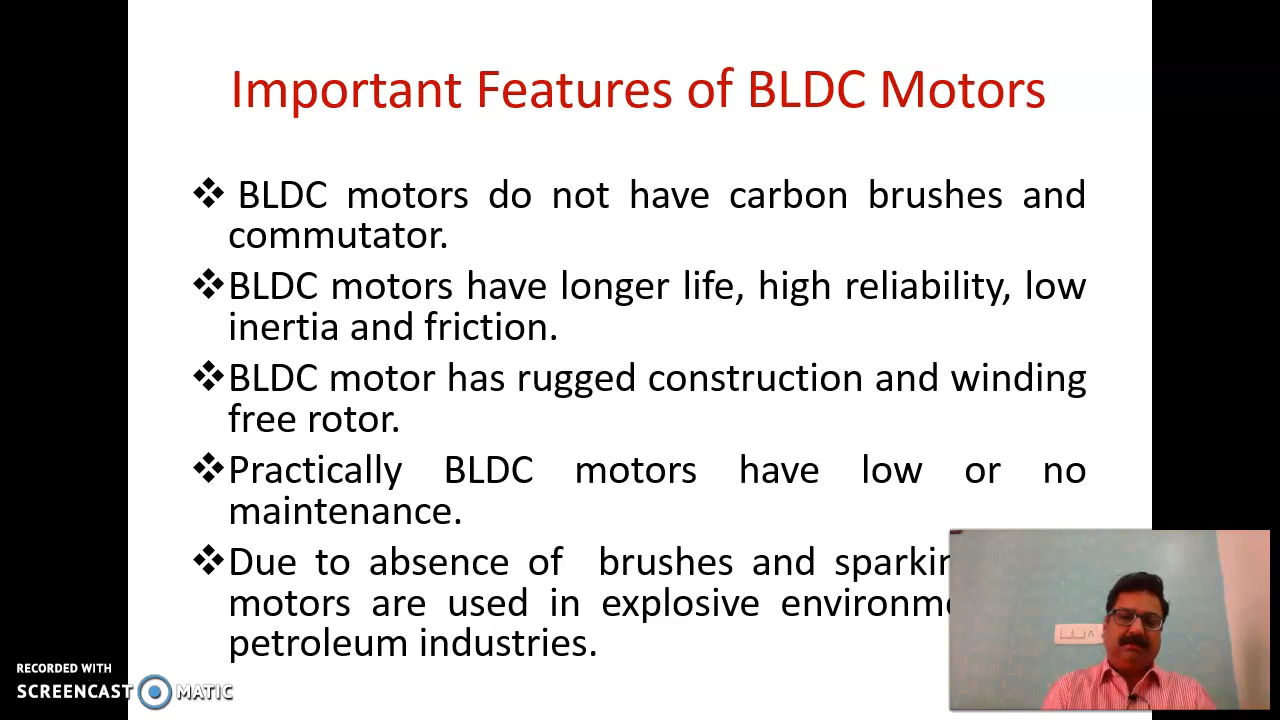 Important Features of BLDC Motors
❖ BLDC motors do not have carbon brushes and
commutator.
❖BLDC motors have longer life, high reliability, low
inertia and friction.
❖BLDC motor has rugged construction and winding
free rotor.
❖Practically BLDC motors have low or no
maintenance.
❖Due to absence of brushes and
motors are used in explosive
petroleum industries.
RECORDED WITH
SCREENCAST MATIC